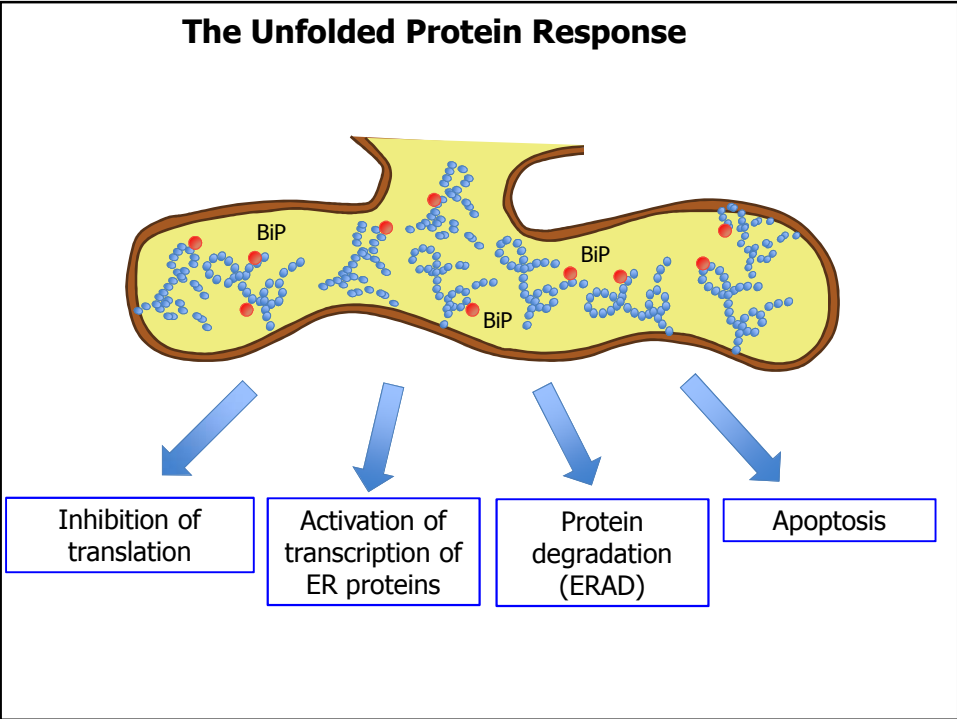 The Unfolded Protein Response
BiP
BiP
BiP
Inhibition of
translation
Activation of
transcription of
ER proteins
Protein
degradation
(ERAD)
Apoptosis